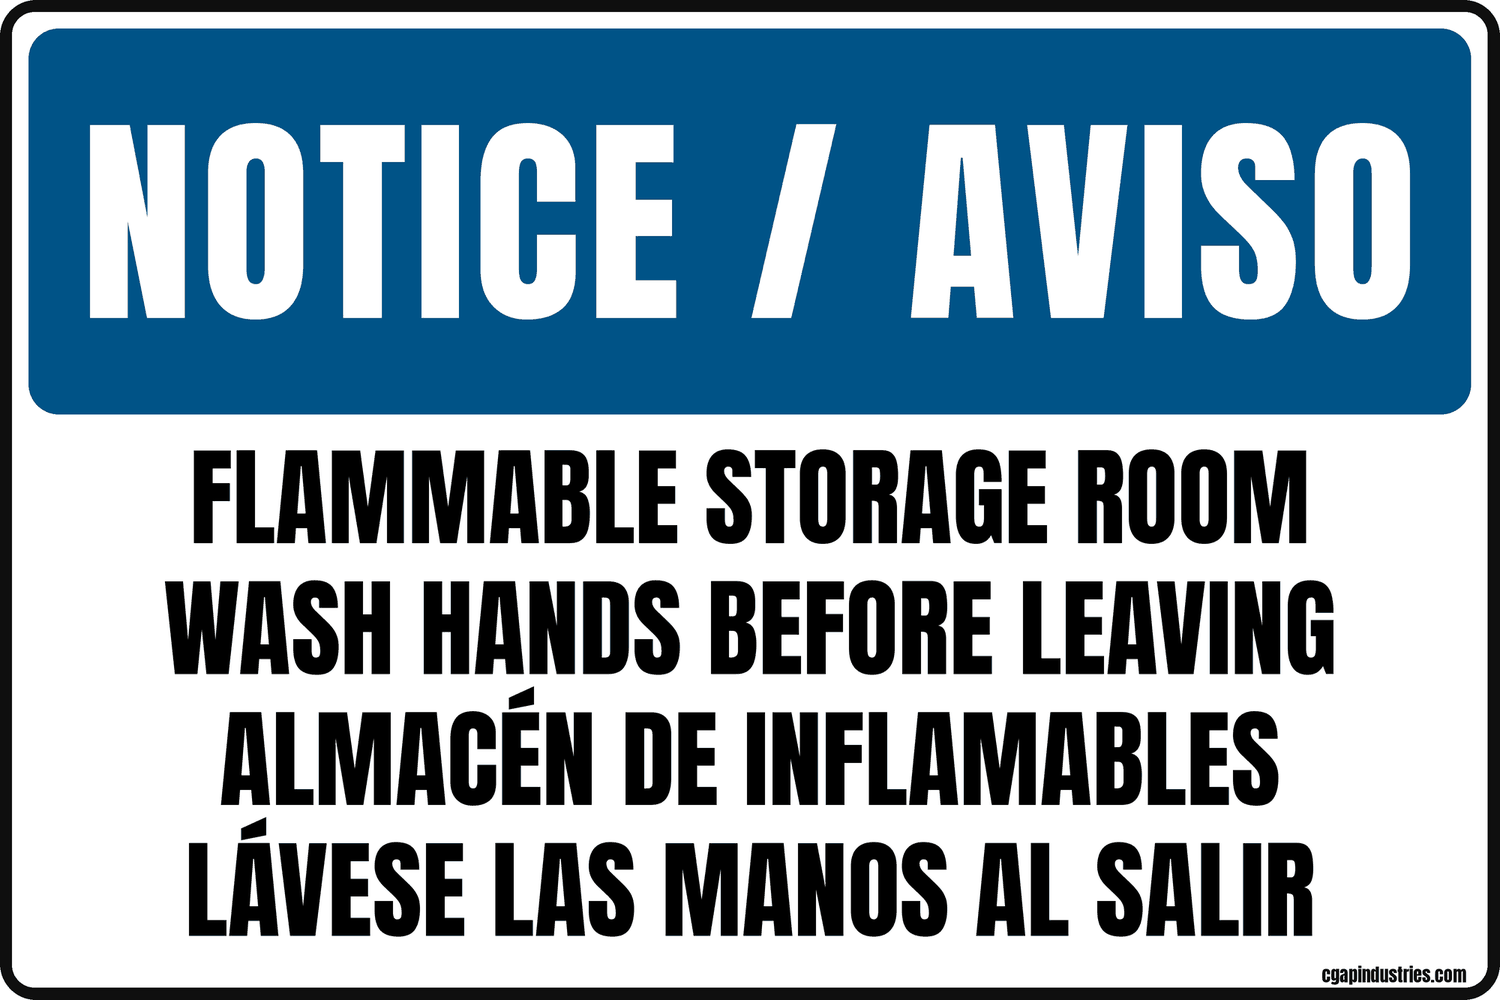 NOTICE / AVISO
FLAMMABLE STORAGE ROOM
WASH HANDS BEFORE LEAVING
ALMACÉN DE INFLAMABLES
LÁVESE LAS MANOS AL SALIR
cgapindustries.com